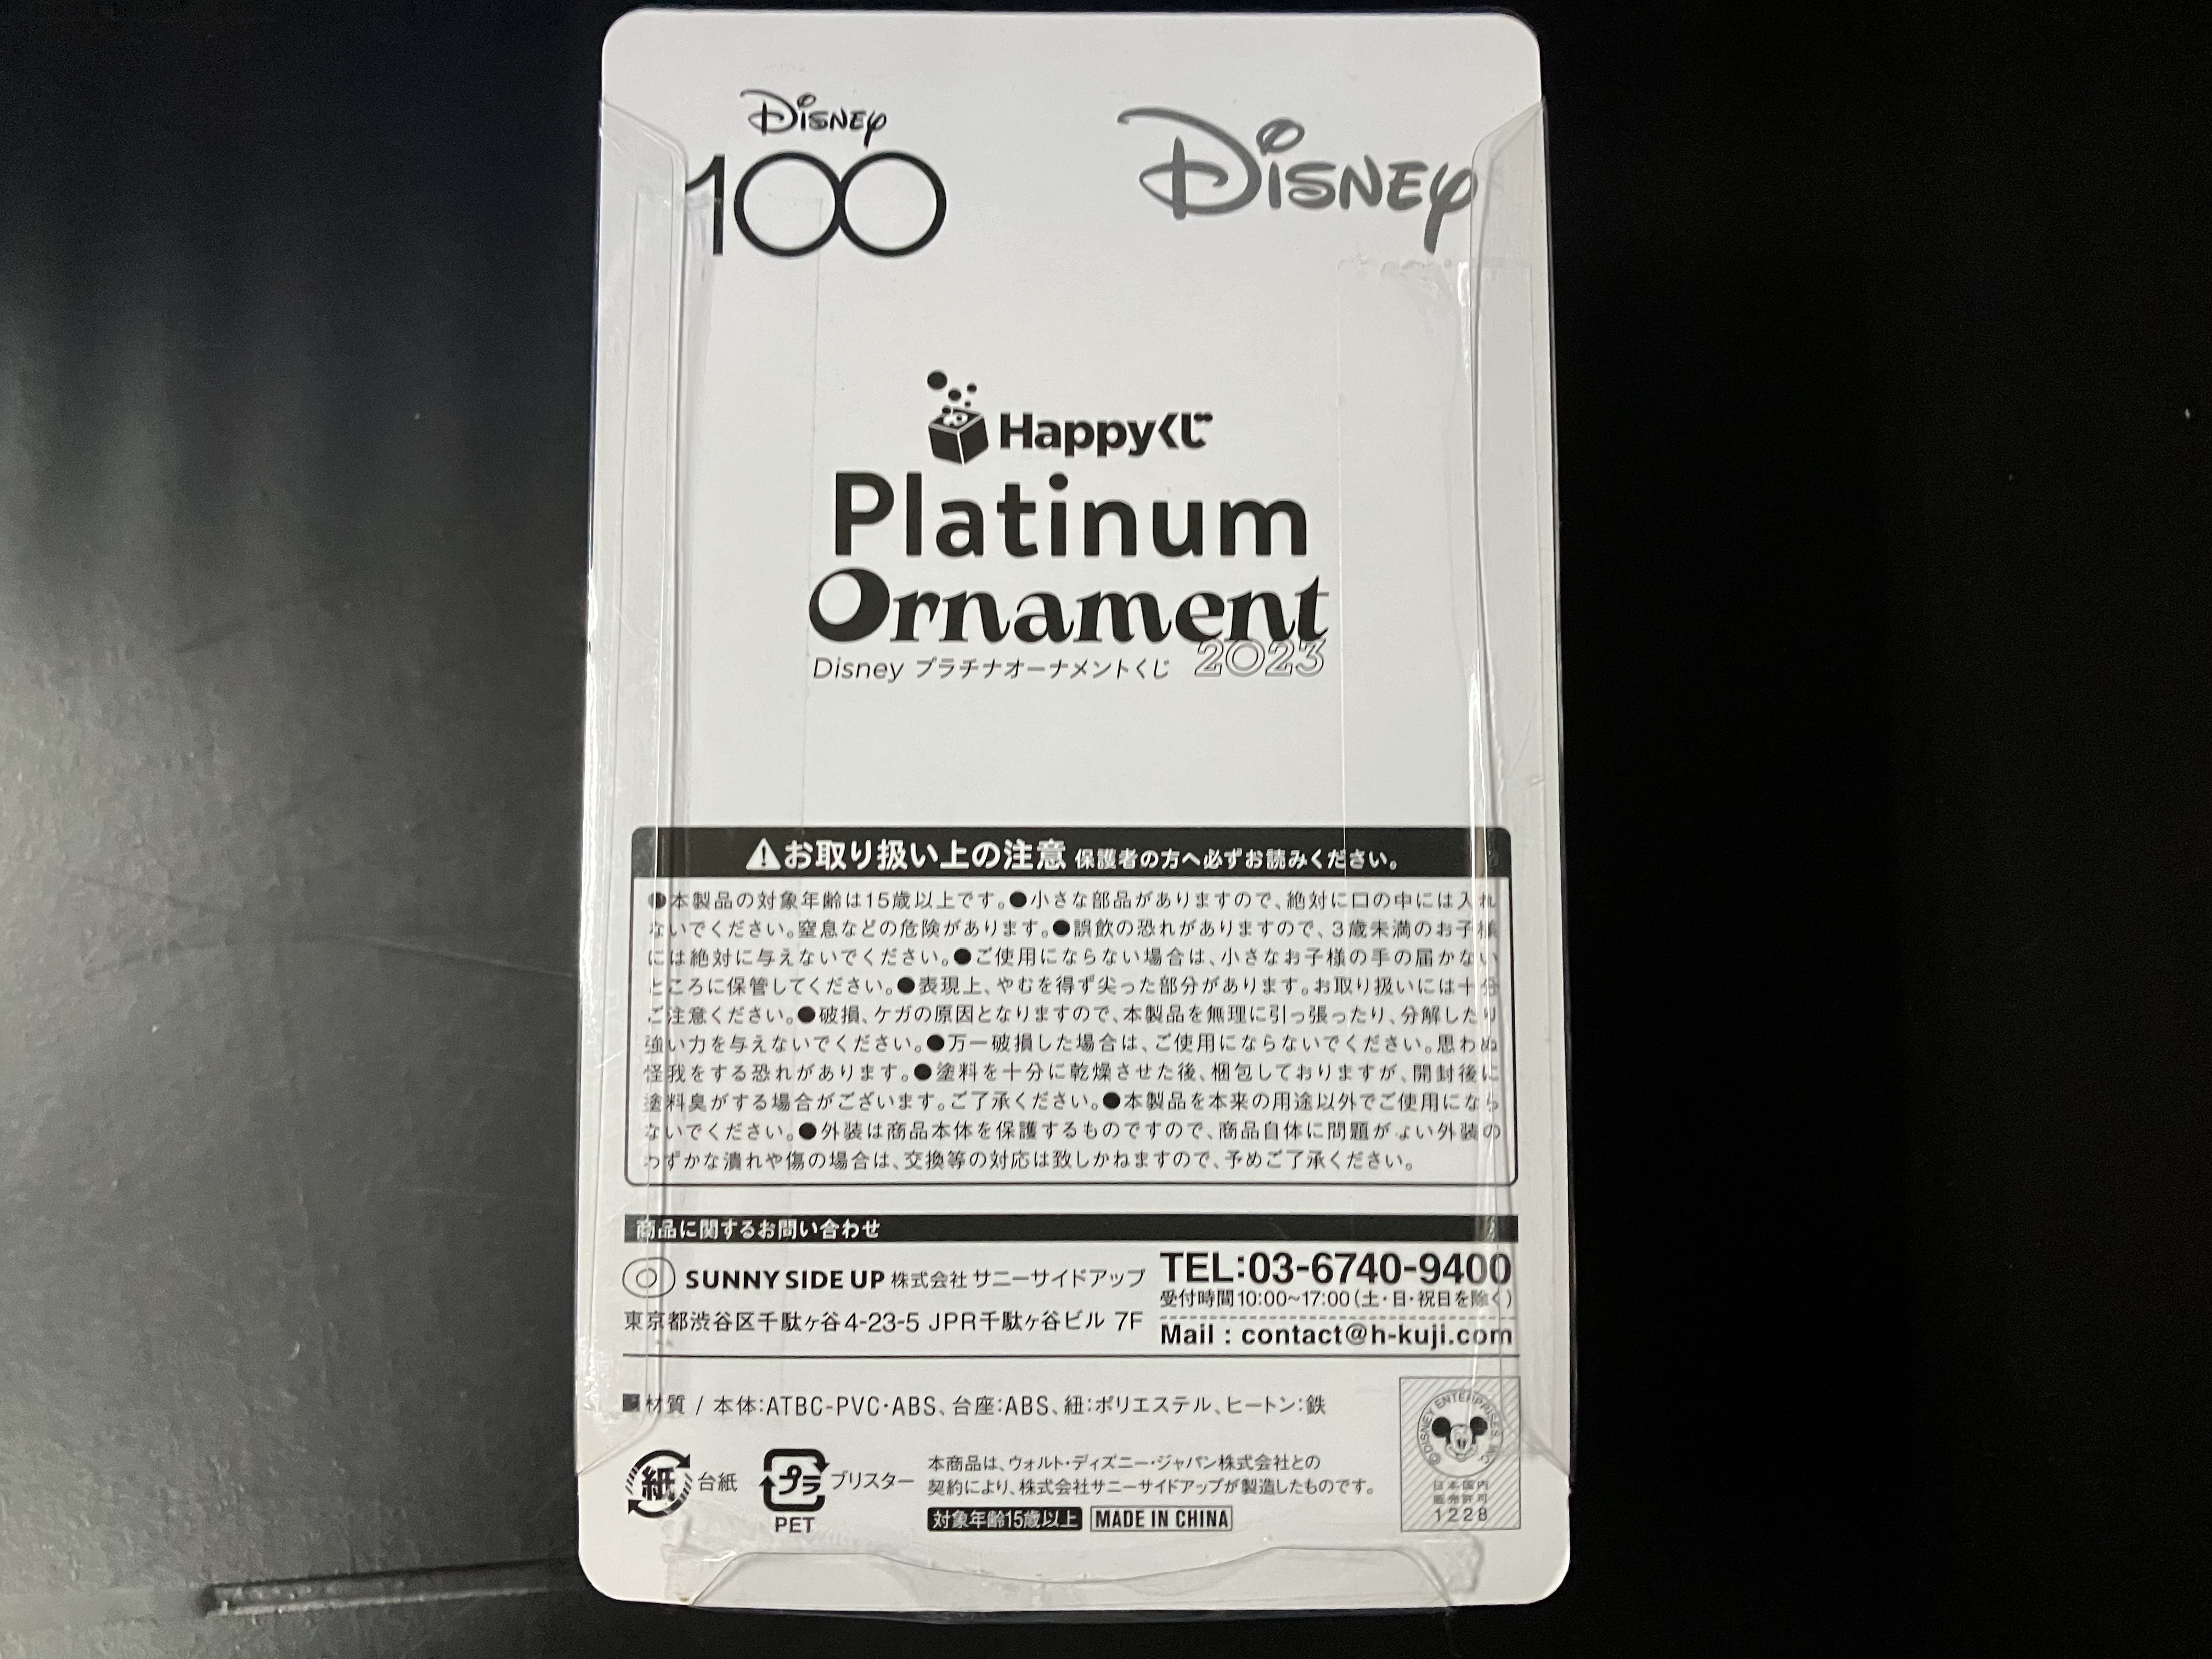 Disney
100
Disney
Happyくじ
Platinum
Ornament
2023
Disney プラチナオーナメントくじ
お取り扱い上の注意 保護者の方へ必ずお読みください。
●本製品の対象年齢は15歳以上です。●小さな部品がありますので、絶対に口の中には入れ
ないでください。窒息などの危険があります。●誤飲の恐れがありますので、3歳未満のお子様
には絶対に与えないでください。●ご使用にならない場合は、小さなお子様の手の届かない
ところに保管してください。●表現上、やむを得ず尖った部分があります。お取り扱いには十分
ご注意ください。●破損、ケガの原因となりますので、本製品を無理に引っ張ったり、分解したり
強い力を与えないでください。●万一破損した場合は、ご使用にならないでください。思わぬ
怪我をする恐れがあります。●塗料を十分に乾燥させた後、梱包しておりますが、開封後に
塗料臭がする場合がございます。ご了承ください。●本製品を本来の用途以外でご使用になら
ないでください。●外装は商品本体を保護するものですので、商品自体に問題がない外装の
わずかな潰れや傷の場合は、交換等の対応は致しかねますので、予めご了承ください。
商品に関するお問い合わせ
SUNNY SIDE UP 株式会社 サニーサイドアップ
東京都渋谷区千駄ヶ谷4-23-5 JPR千駄ヶ谷ビル 7F
TEL:03-6740-9400
受付時間10:00~17:00(土・日・祝日を除く)
Mail : contact@h-kuji.com
■材質 / 本体:ATBC-PVC・ABS、台座:ABS、紐:ポリエステル、ヒートン:鉄
紙 台紙
プラ ブリスター
PET
本商品は、ウォルト・ディズニー・ジャパン株式会社との
契約により、株式会社サニーサイドアップが製造したものです。
対象年齢15歳以上 MADE IN CHINA
©DISNEY ENTERPRISES, INC.
日本国内
販売許可
1228